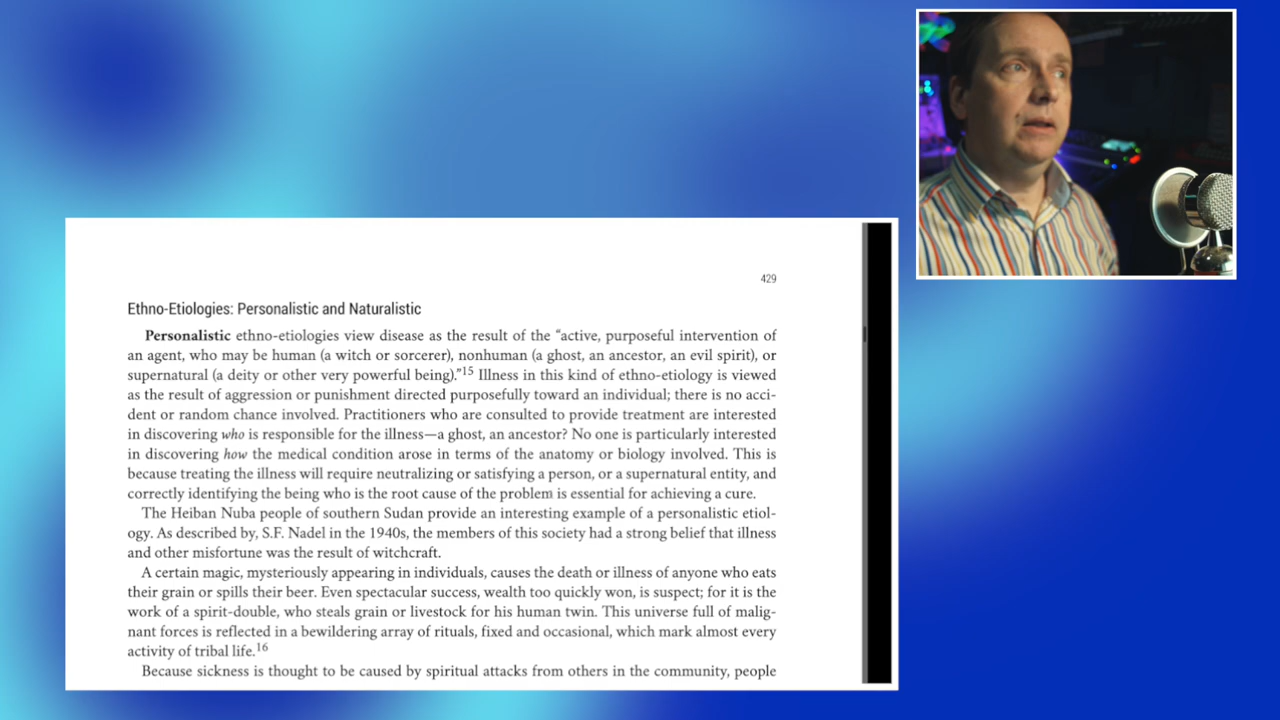 429
Ethno-Etiologies: Personalistic and Naturalistic
Personalistic ethno-etiologies view disease as the result of the “active, purposeful intervention of
an agent, who may be human (a witch or sorcerer), nonhuman (a ghost, an ancestor, an evil spirit), or
supernatural (a deity or other very powerful being).”15 Illness in this kind of ethno-etiology is viewed
as the result of aggression or punishment directed purposefully toward an individual; there is no acci-
dent or random chance involved. Practitioners who are consulted to provide treatment are interested
in discovering who is responsible for the illness—a ghost, an ancestor? No one is particularly interested
in discovering how the medical condition arose in terms of the anatomy or biology involved. This is
because treating the illness will require neutralizing or satisfying a person, or a supernatural entity, and
correctly identifying the being who is the root cause of the problem is essential for achieving a cure.
The Heiban Nuba people of southern Sudan provide an interesting example of a personalistic etiol-
ogy. As described by, S.F. Nadel in the 1940s, the members of this society had a strong belief that illness
and other misfortune was the result of witchcraft.
A certain magic, mysteriously appearing in individuals, causes the death or illness of anyone who eats
their grain or spills their beer. Even spectacular success, wealth too quickly won, is suspect; for it is the
work of a spirit-double, who steals grain or livestock for his human twin. This universe full of malig-
nant forces is reflected in a bewildering array of rituals, fixed and occasional, which mark almost every
activity of tribal life.16
Because sickness is thought to be caused by spiritual attacks from others in the community, people